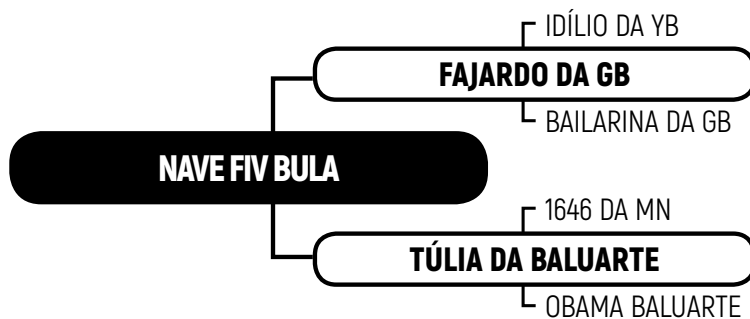 IDÍLIO DA YB
FAJARDO DA GB
BAILARINA DA GB
NAVE FIV BULA
1646 DA MN
TÚLIA DA BALUARTE
OBAMA BALUARTE